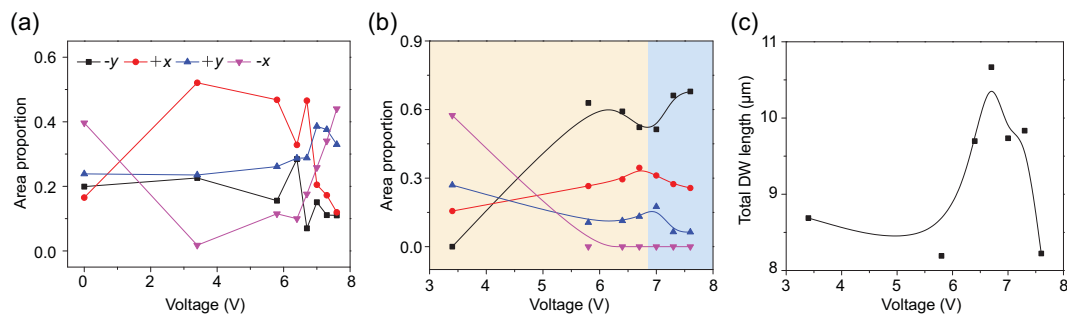 (a)
-y +x +y -x
0.6
0.4
0.2
0.0
Area proportion
0 2 4 6 8
Voltage (V)
(b)
0.9
0.6
0.3
0.0
Area proportion
3 4 5 6 7 8
Voltage (V)
(c)
11
10
9
8
Total DW length (μm)
3 4 5 6 7 8
Voltage (V)